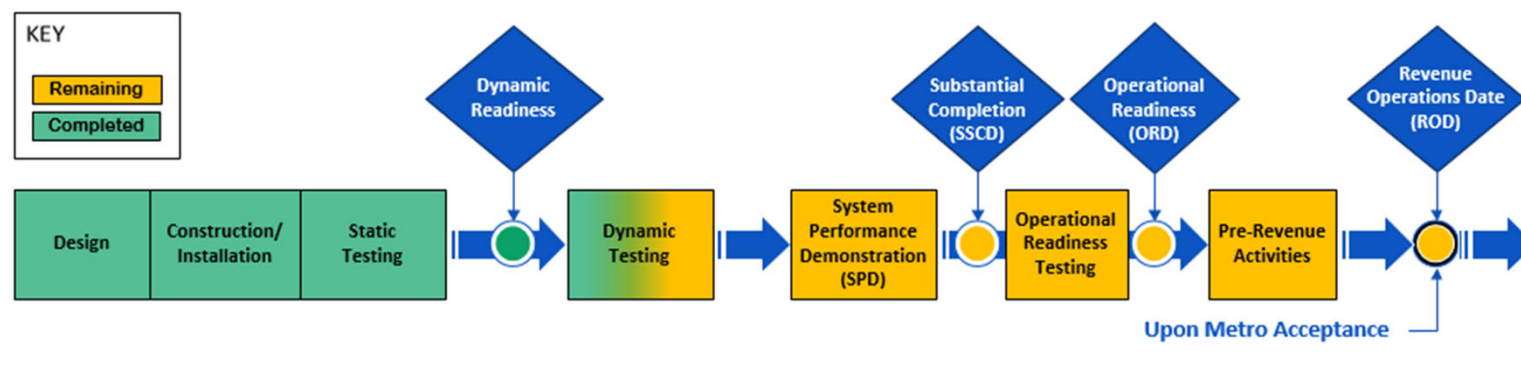 KEY
Remaining
Completed
Dynamic
Readiness
Substantial
Completion
(SSCD)
Operational
Readiness
(ORD)
Revenue
Operations Date
(ROD)
Design
Construction/
Installation
Static
Testing
Dynamic
Testing
System
Performance
Demonstration
(SPD)
Operational
Readiness
Testing
Pre-Revenue
Activities
Upon Metro Acceptance